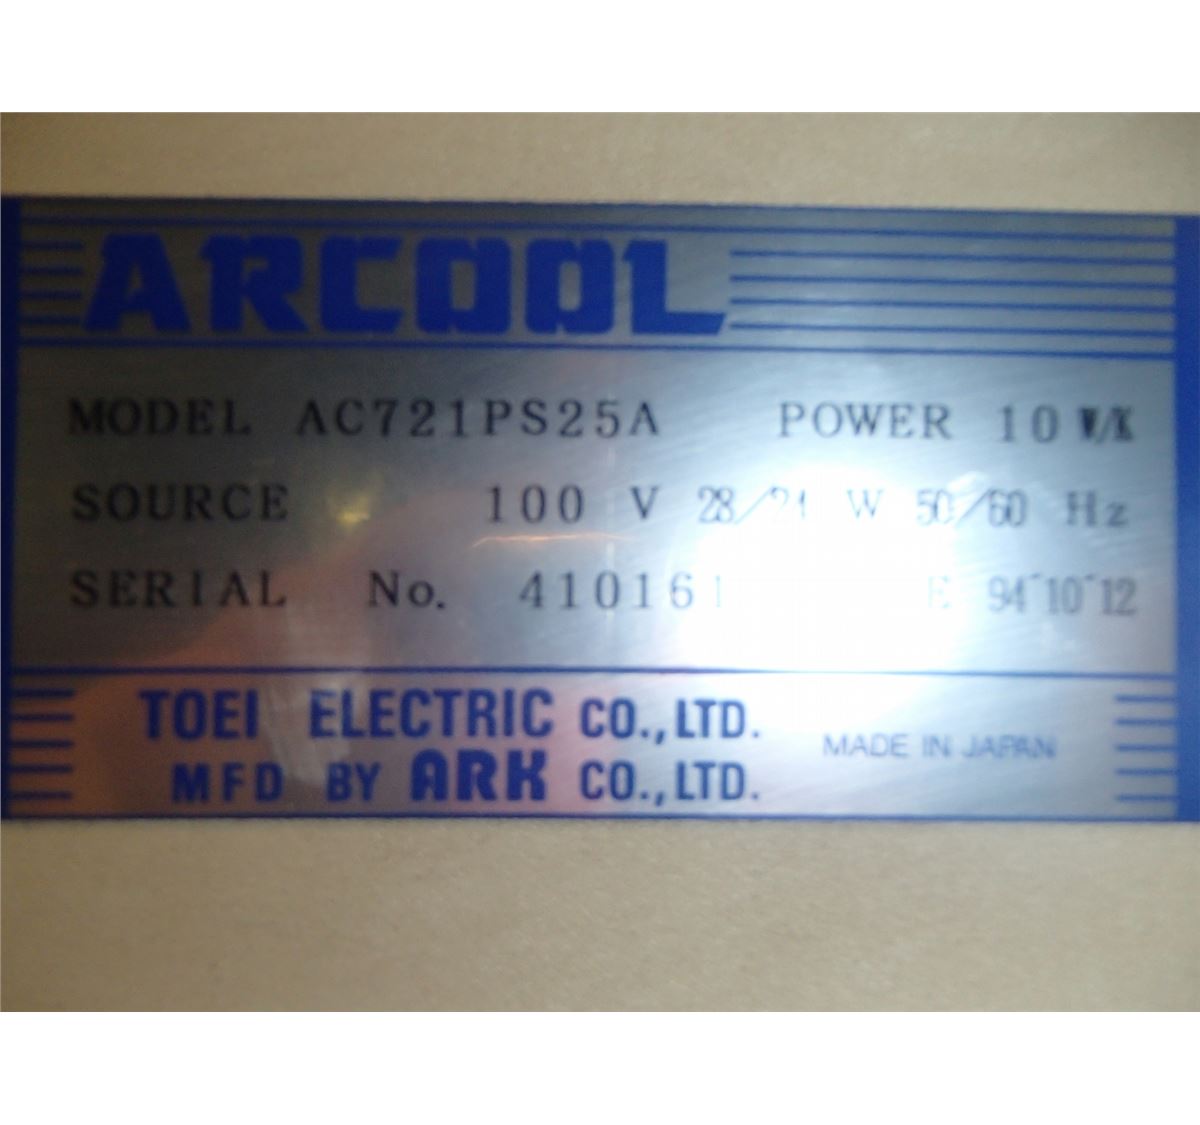 ARCOOL
MODEL AC721PS25A POWER 10 W/K
SOURCE 100 V 28/21 W 50/60 Hz
SERIAL No. E 94-10-12
TOEI ELECTRIC CO.,LTD.
MADE IN JAPAN
MFD BY ARK CO.,LTD.